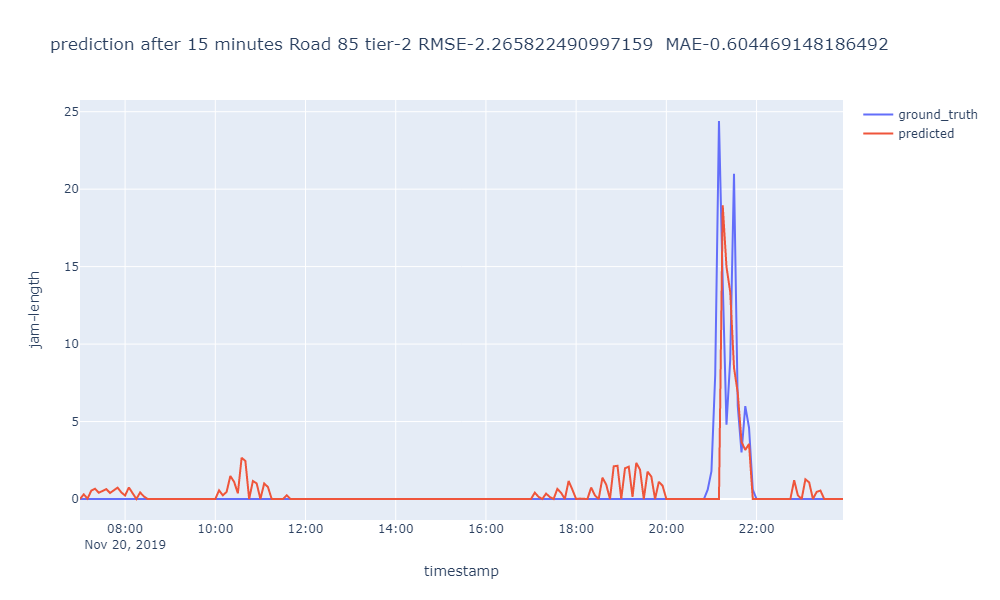 prediction after 15 minutes Road 85 tier-2 RMSE-2.265822490997159  MAE-0.604469148186492
ground_truth
predicted
25
20
15
10
5
0
jam-length
08:00 10:00 12:00 14:00 16:00 18:00 20:00 22:00
Nov 20, 2019
timestamp